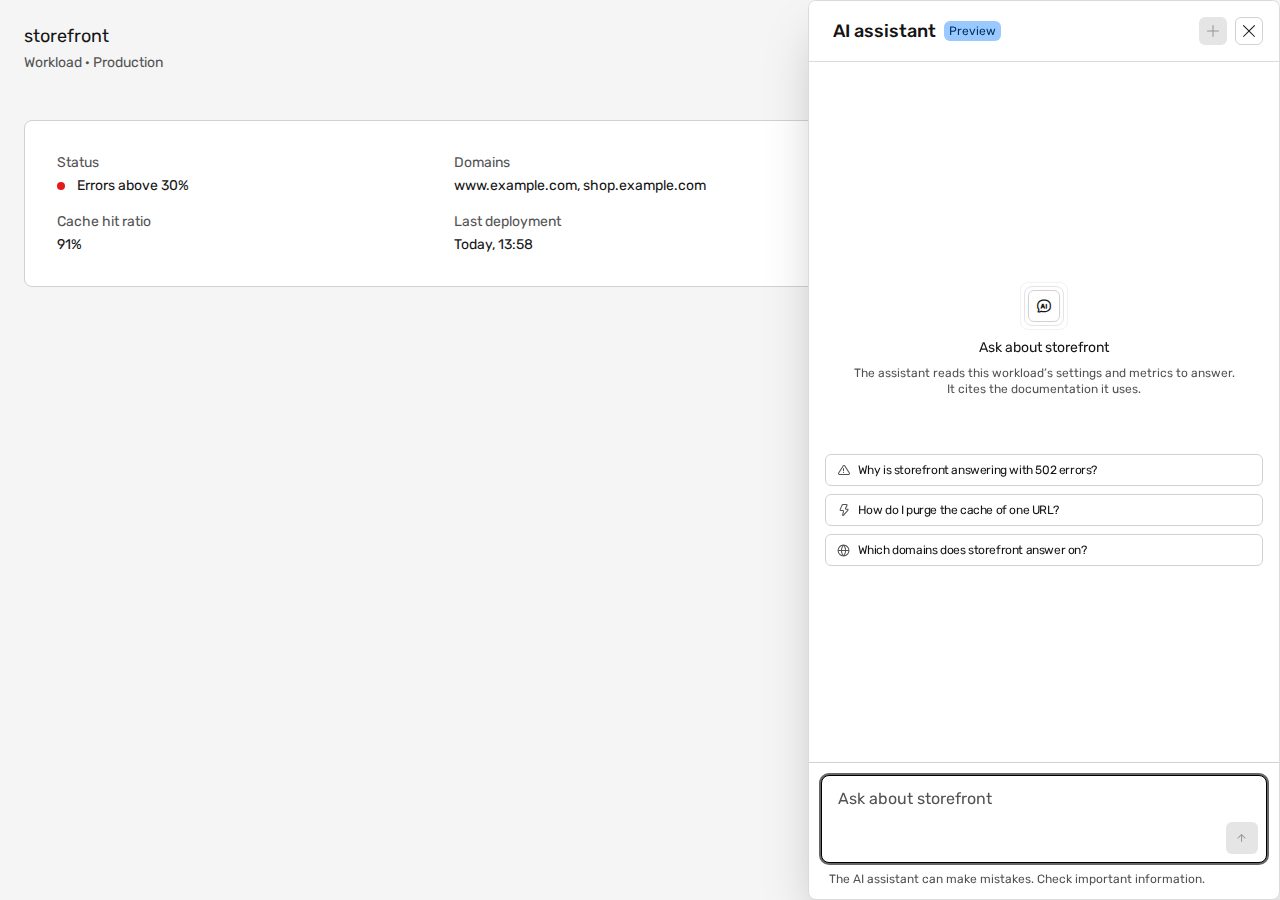 storefront
Workload • Production
Status
Errors above 30%
Domains
www.example.com, shop.example.com
Cache hit ratio
91%
Last deployment
Today, 13:58
AI assistant
Preview
AI
Ask about storefront
The assistant reads this workload's settings and metrics to answer.
It cites the documentation it uses.
Why is storefront answering with 502 errors?
How do I purge the cache of one URL?
Which domains does storefront answer on?
Ask about storefront
The AI assistant can make mistakes. Check important information.